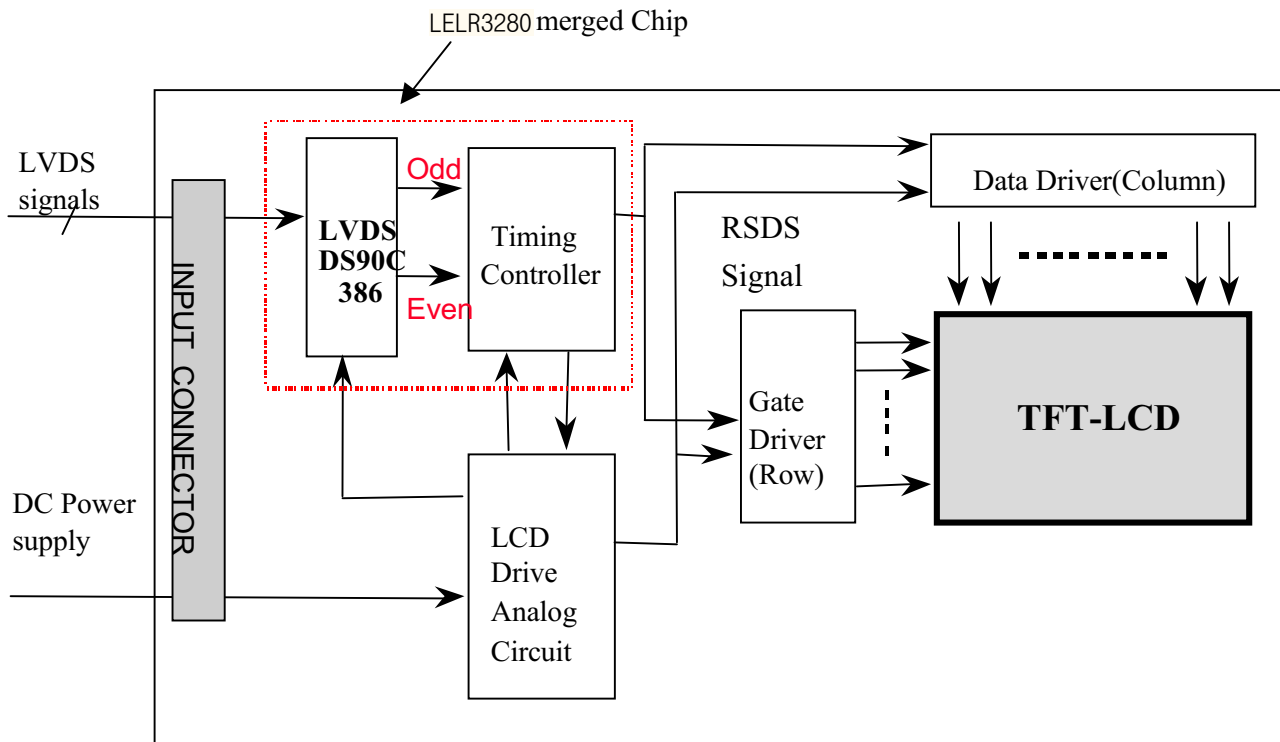 LELR3280 merged Chip
LVDS
signals
INPUT CONNECTOR
LVDS
DS90C
386
Odd
Even
Timing
Controller
RSDS
Signal
Data Driver(Column)
Gate
Driver
(Row)
TFT-LCD
DC Power
supply
LCD
Drive
Analog
Circuit